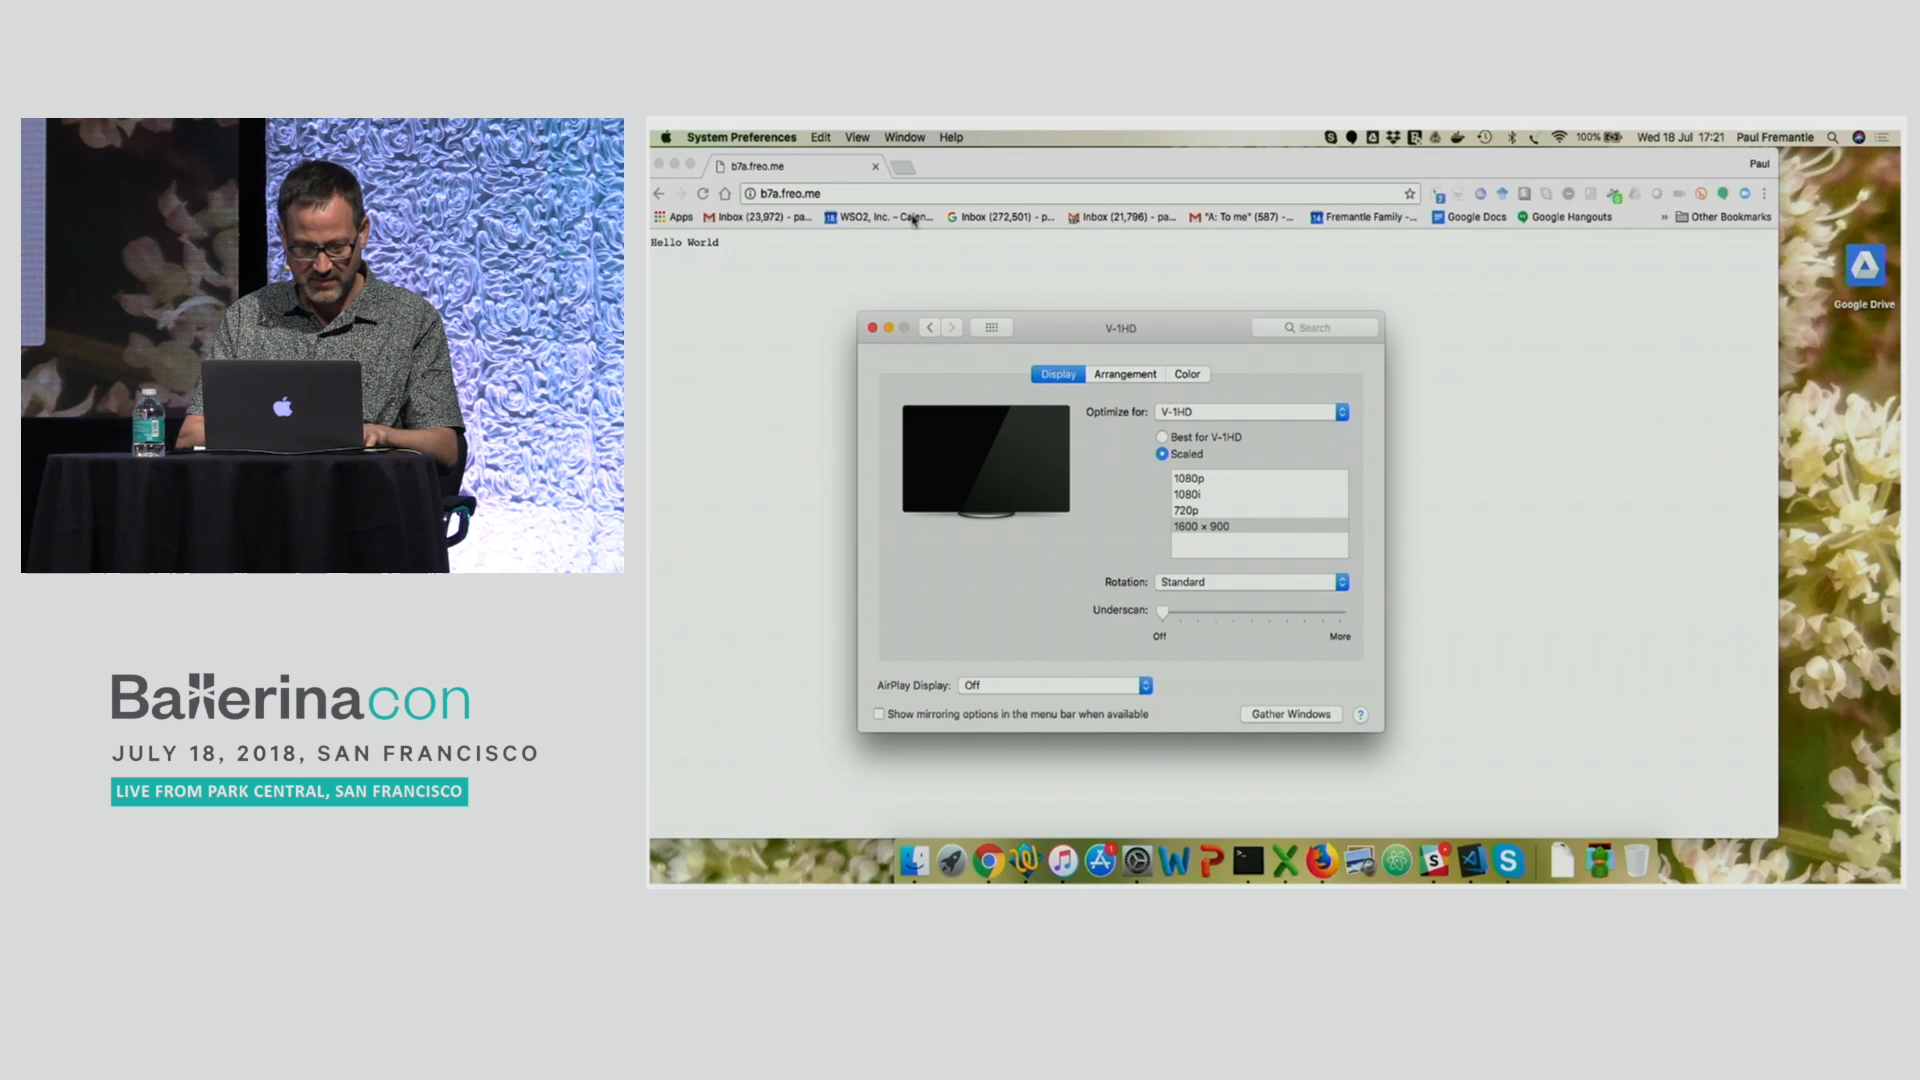 System Preferences Edit View Window Help
100% Wed 18 Jul 17:21 Paul Fremantle
b7a.freo.me
Paul
b7a.freo.me
Apps Inbox (23,972) - pa... WSO2, Inc. – Calen... Inbox (272,501) - p... Inbox (21,796) - pa... "A: To me" (587) -... Fremantle Family -... Google Docs Google Hangouts » Other Bookmarks
Hello World
Google Drive
V-1HD
Search
Display Arrangement Color
Optimize for: V-1HD
Best for V-1HD
Scaled
1080p
1080i
720p
1600 × 900
Rotation: Standard
Underscan:
Off More
AirPlay Display: Off
Show mirroring options in the menu bar when available
Gather Windows ?
Ballerinacon
JULY 18, 2018, SAN FRANCISCO
LIVE FROM PARK CENTRAL, SAN FRANCISCO